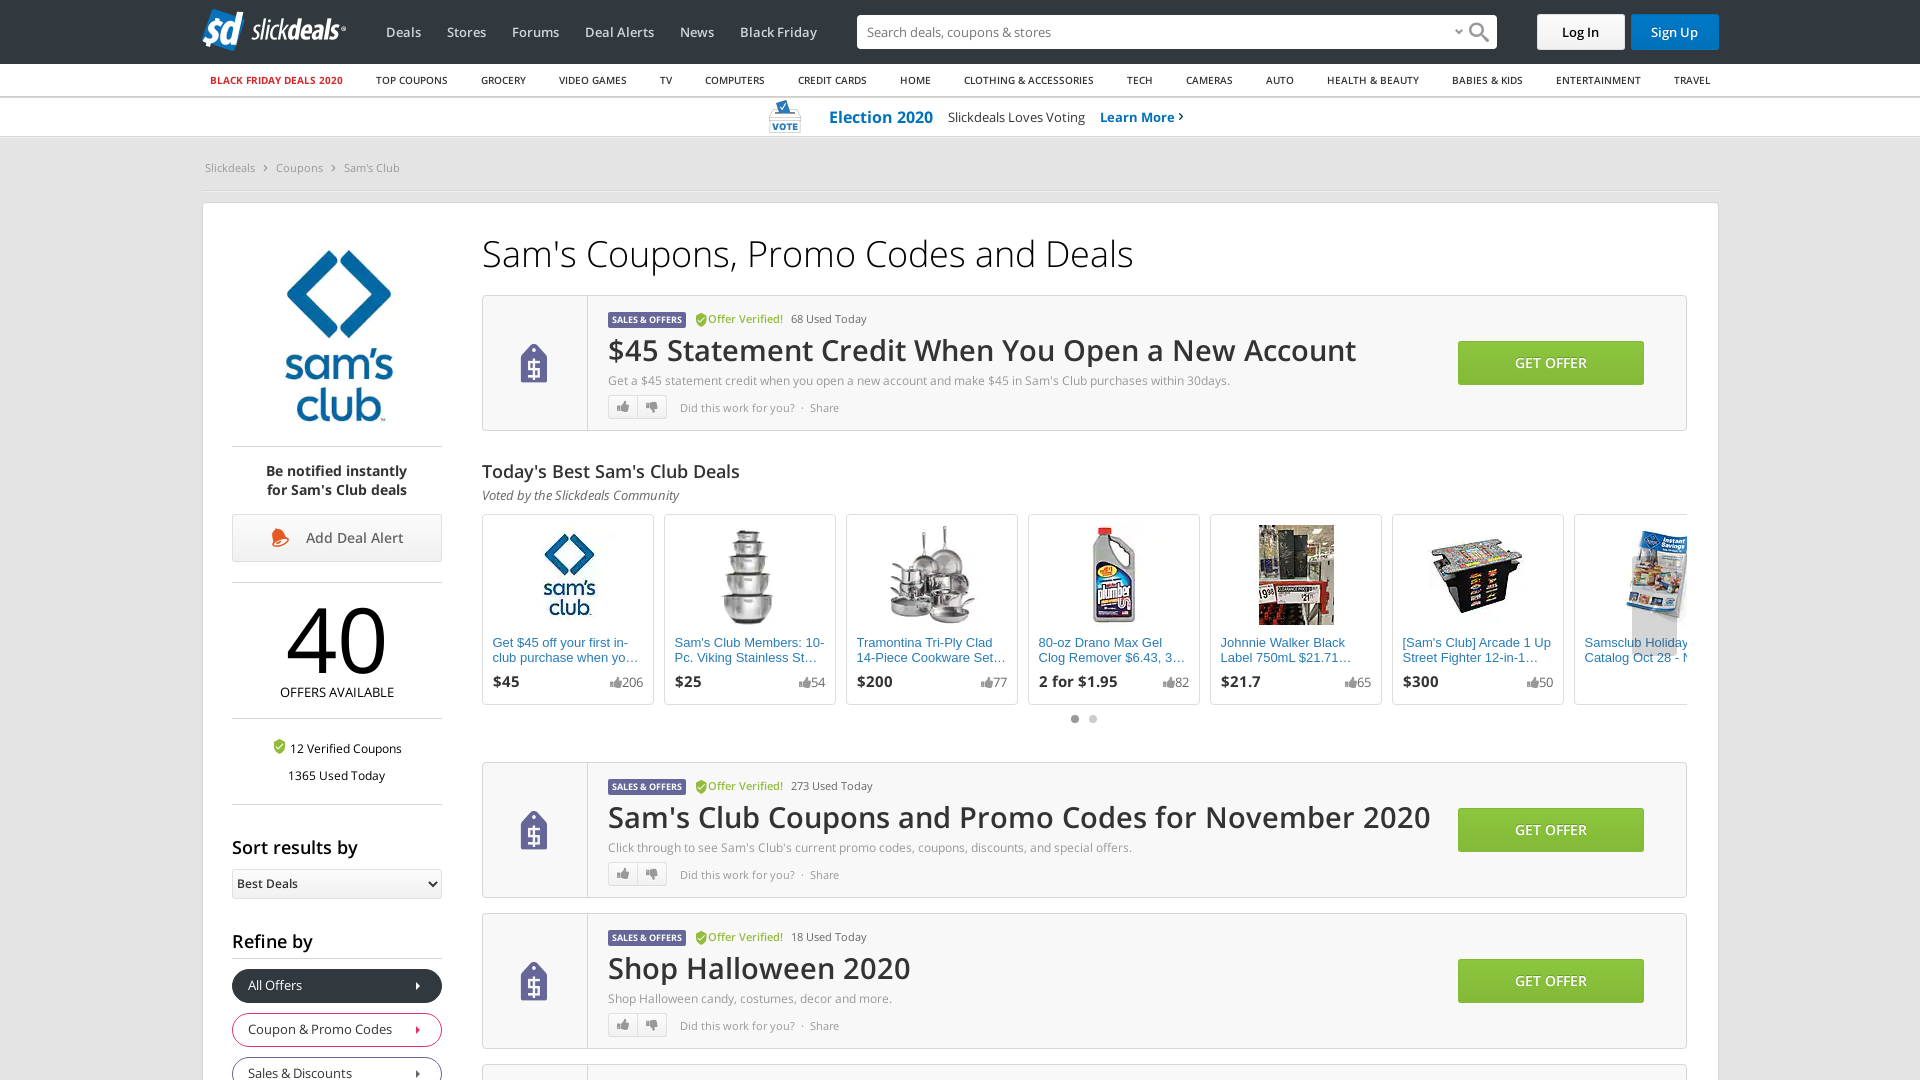 sd slickdeals
Deals
Stores
Forums
Deal Alerts
News
Black Friday
Search deals, coupons & stores
Log In
Sign Up
BLACK FRIDAY DEALS 2020
TOP COUPONS
GROCERY
VIDEO GAMES
TV
COMPUTERS
CREDIT CARDS
HOME
CLOTHING & ACCESSORIES
TECH
CAMERAS
AUTO
HEALTH & BEAUTY
BABIES & KIDS
ENTERTAINMENT
TRAVEL
VOTE
Election 2020 Slickdeals Loves Voting Learn More
Slickdeals
Coupons
Sam's Club
sam's
club
Be notified instantly
for Sam's Club deals
Add Deal Alert
40
OFFERS AVAILABLE
12 Verified Coupons
1365 Used Today
Sort results by
Best Deals
Refine by
All Offers
Coupon & Promo Codes
Sales & Discounts
Sam's Coupons, Promo Codes and Deals
SALES & OFFERS Offer Verified! 68 Used Today
$45 Statement Credit When You Open a New Account
Get a $45 statement credit when you open a new account and make $45 in Sam's Club purchases within 30days.
Did this work for you? · Share
GET OFFER
Today's Best Sam's Club Deals
Voted by the Slickdeals Community
sam's
club
Get $45 off your first in-
club purchase when yo…
$45 206
Sam's Club Members: 10-
Pc. Viking Stainless St…
$25 54
Tramontina Tri-Ply Clad
14-Piece Cookware Set…
$200 77
plumber
80-oz Drano Max Gel
Clog Remover $6.43, 3…
2 for $1.95 82
Johnnie Walker Black
Label 750mL $21.71…
$21.7 65
[Sam's Club] Arcade 1 Up
Street Fighter 12-in-1…
$300 50
Instant
Savings
Samsclub Holiday
Catalog Oct 28 - N
SALES & OFFERS Offer Verified! 273 Used Today
Sam's Club Coupons and Promo Codes for November 2020
Click through to see Sam's Club's current promo codes, coupons, discounts, and special offers.
Did this work for you? · Share
GET OFFER
SALES & OFFERS Offer Verified! 18 Used Today
Shop Halloween 2020
Shop Halloween candy, costumes, decor and more.
Did this work for you? · Share
GET OFFER